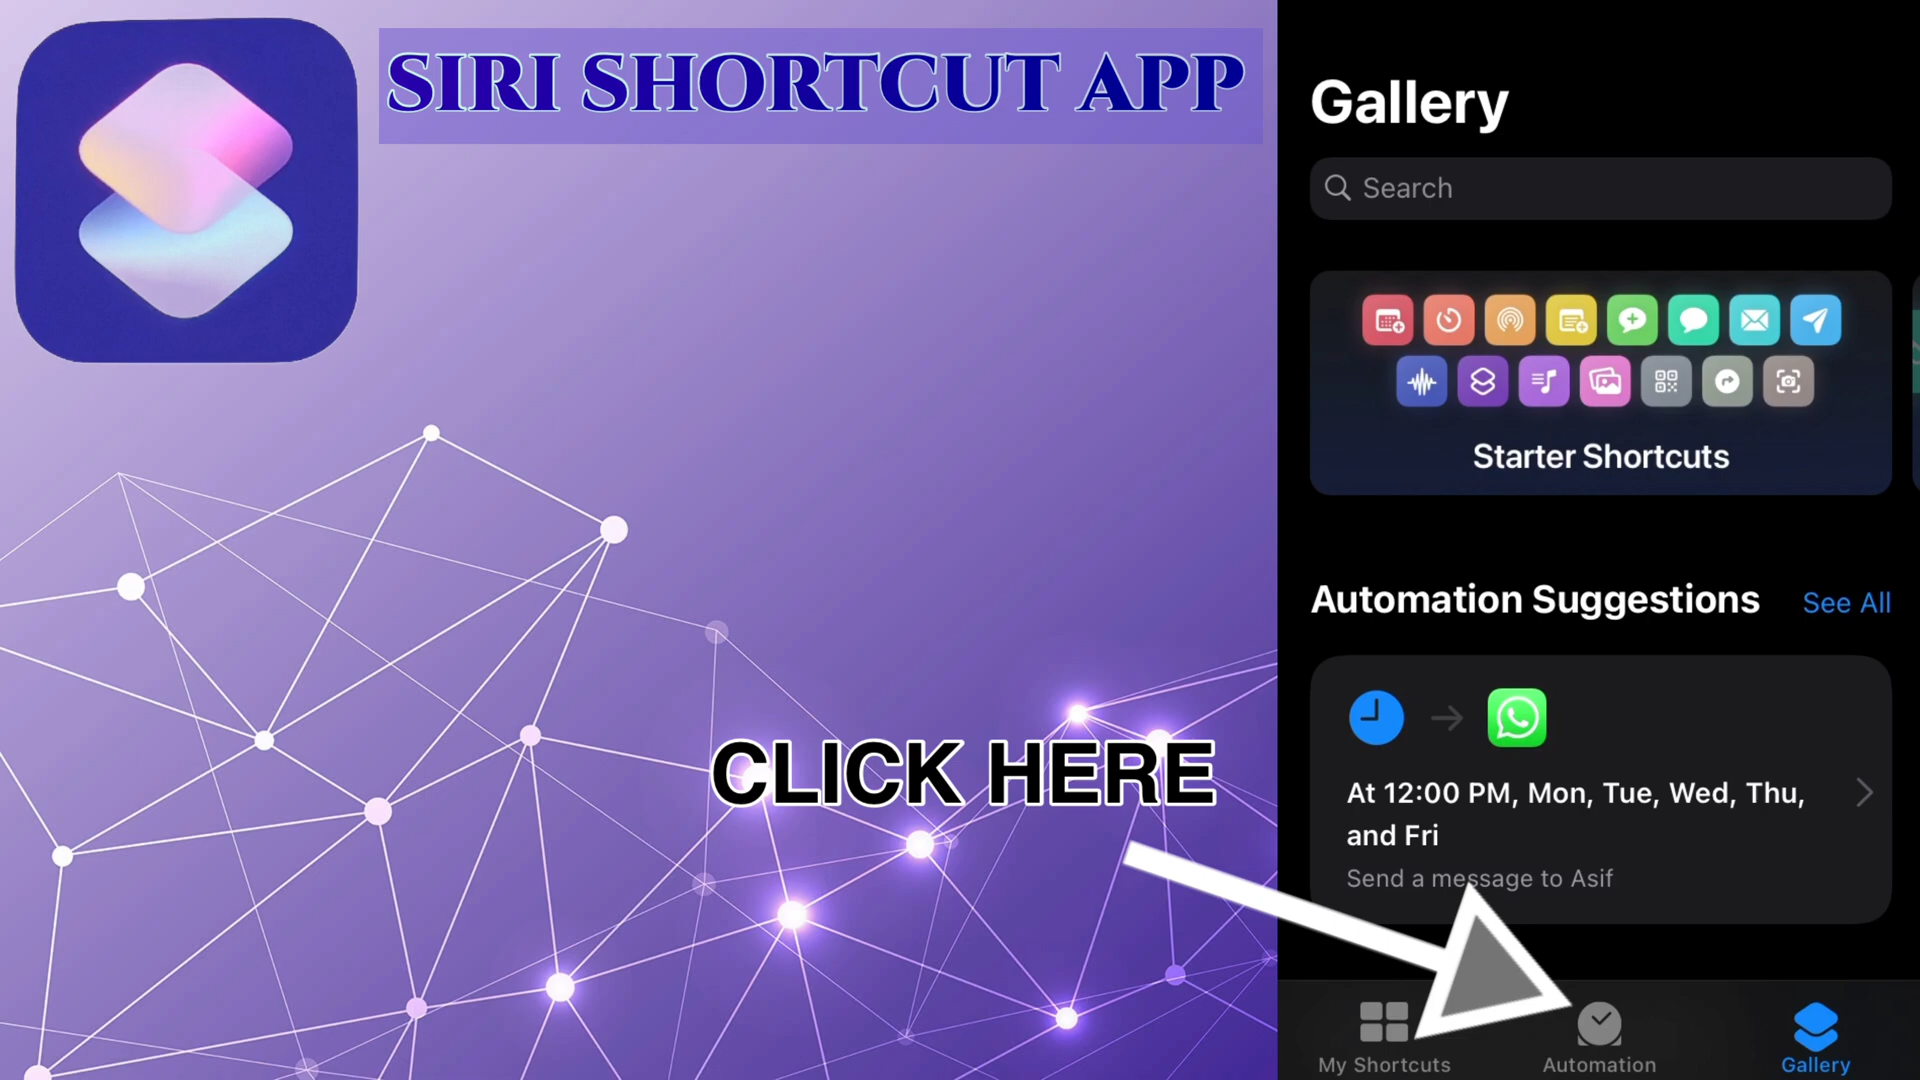 SIRI SHORTCUT APP
Gallery
Search
Starter Shortcuts
Automation Suggestions See All
At 12:00 PM, Mon, Tue, Wed, Thu,
and Fri
Send a message to Asif
CLICK HERE
My Shortcuts Automation Gallery